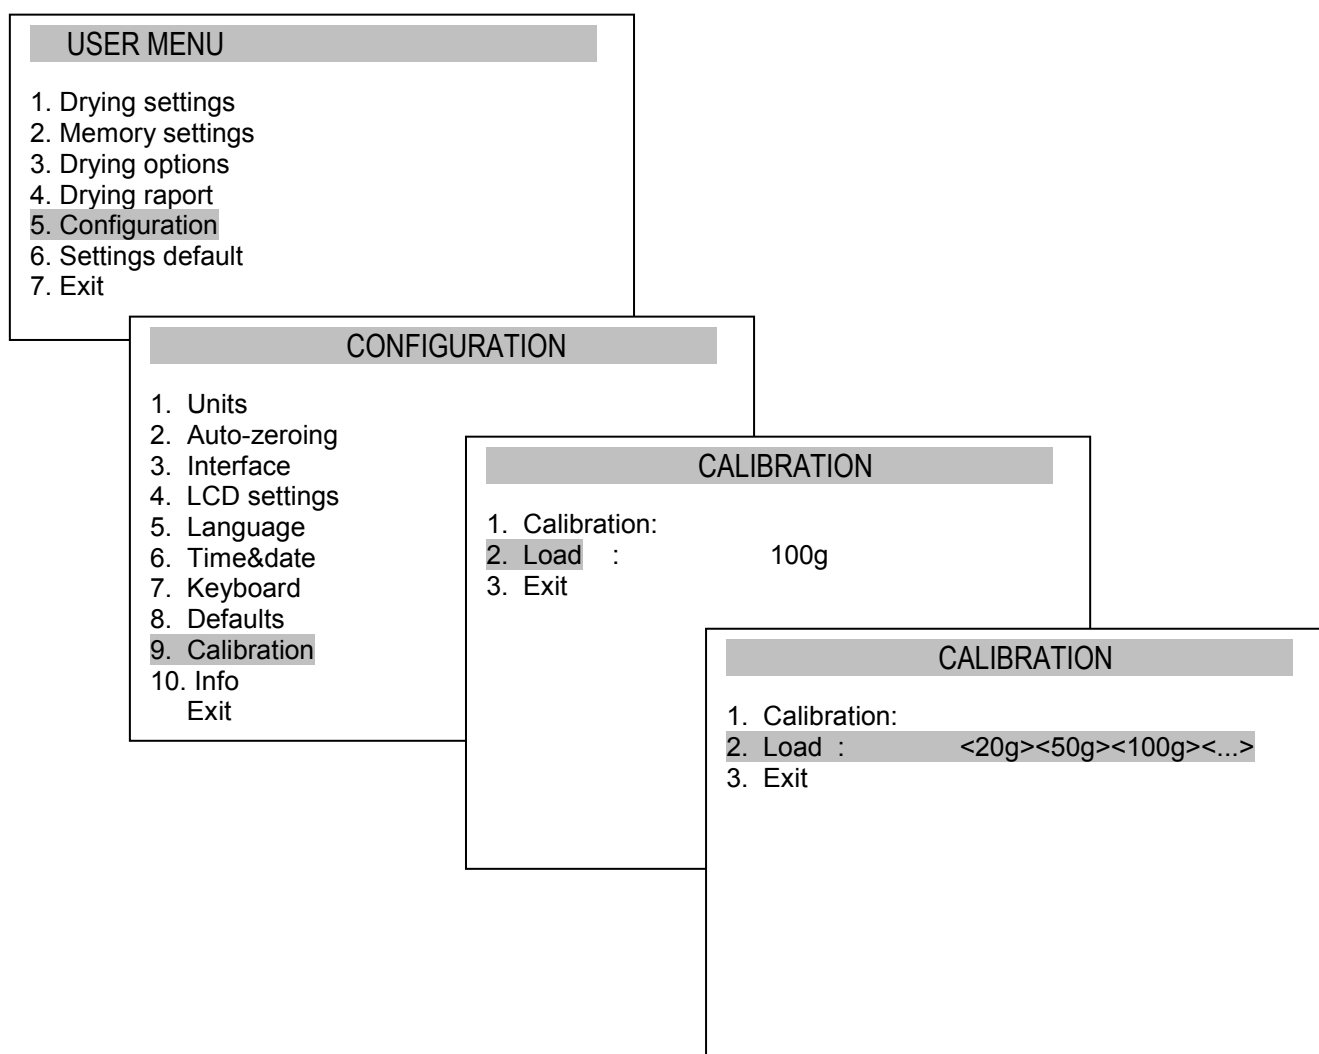 USER MENU
1. Drying settings
2. Memory settings
3. Drying options
4. Drying raport
5. Configuration
6. Settings default
7. Exit
CONFIGURATION
1. Units
2. Auto-zeroing
3. Interface
4. LCD settings
5. Language
6. Time&date
7. Keyboard
8. Defaults
9. Calibration
10. Info
Exit
CALIBRATION
1. Calibration:
2. Load : 100g
3. Exit
CALIBRATION
1. Calibration:
2. Load : <20g><50g><100g><...>
3. Exit